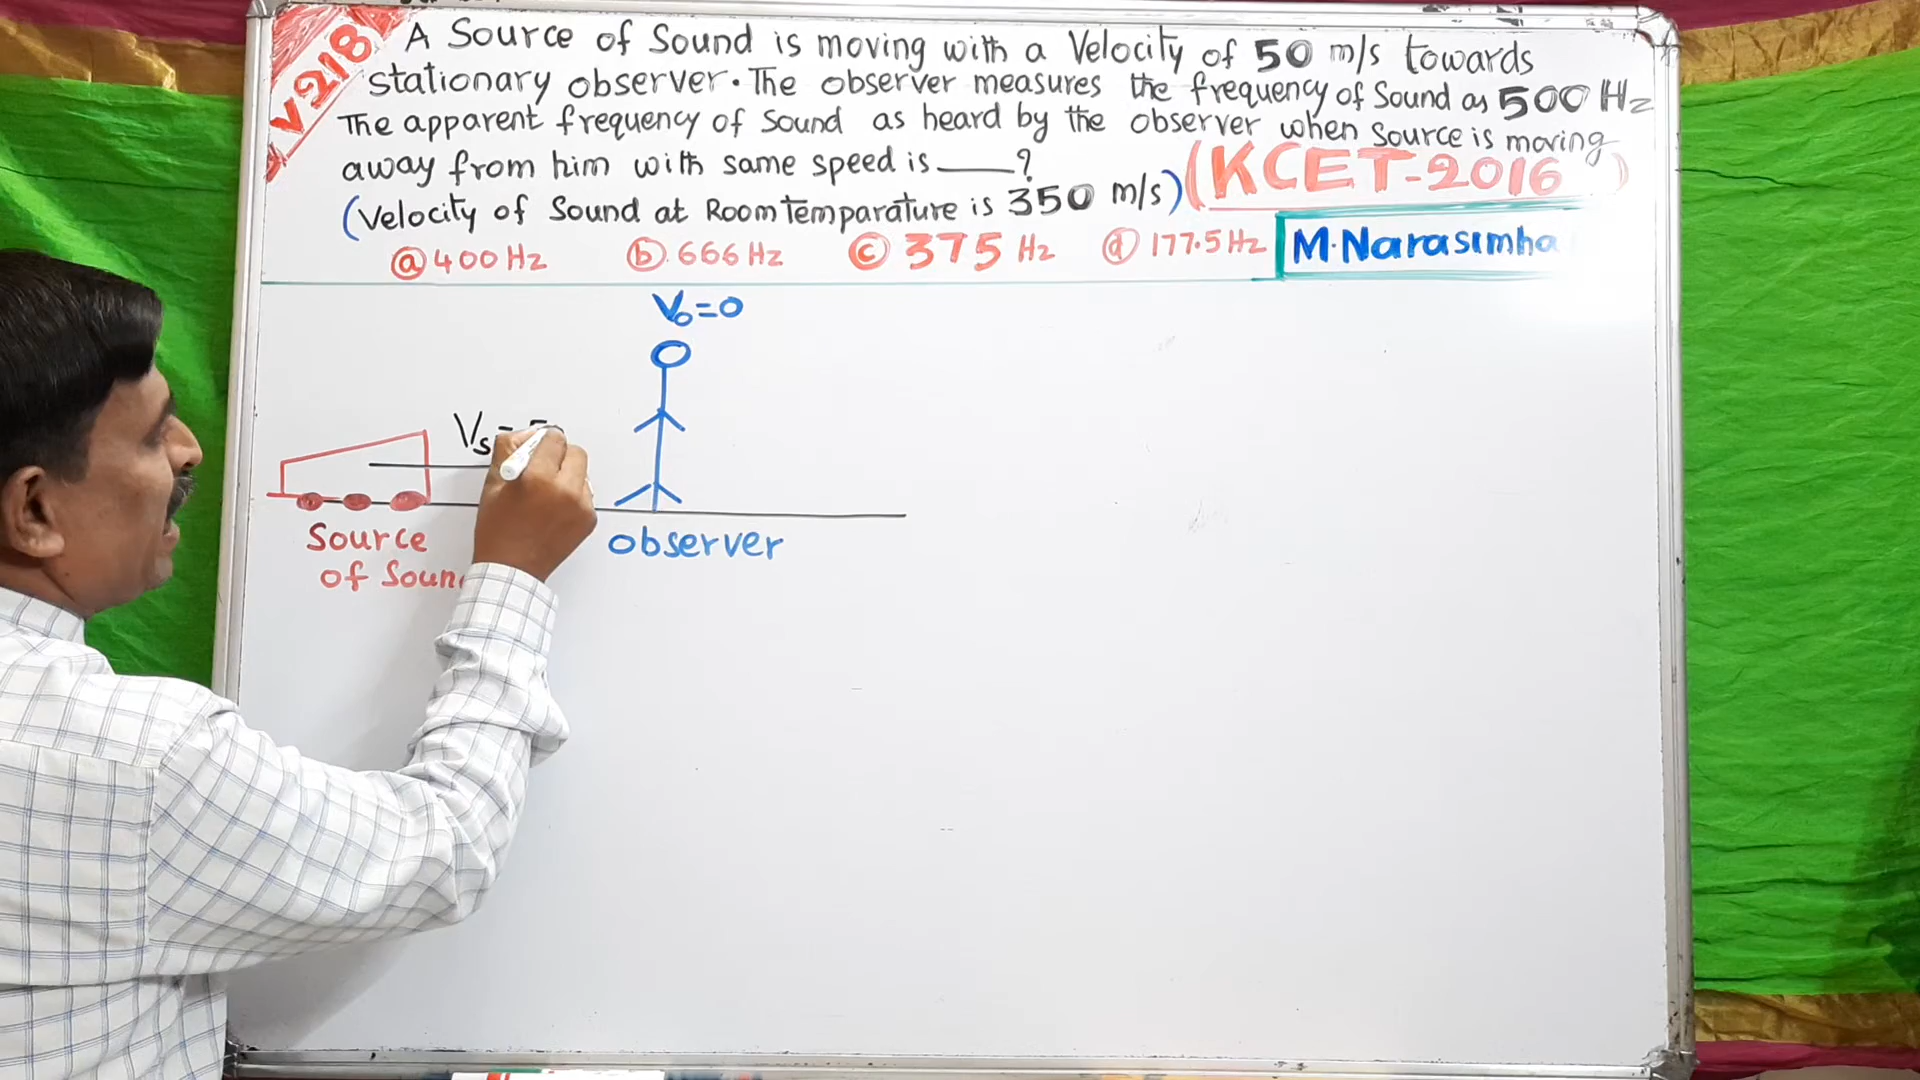 V218
A Source of Sound is moving with a Velocity of 50 m/s towards
stationary observer. The observer measures the frequency of Sound as 500 Hz
The apparent frequency of Sound as heard by the observer when source is moving
away from him with same speed is ____?
(KCET-2016)
(Velocity of Sound at Room temparature is 350 m/s)
(a) 400 Hz (b) 666 Hz (c) 375 Hz (d) 177.5 Hz
M.Narasimha
Vo=0
Vs=
Source
of Soun
observer